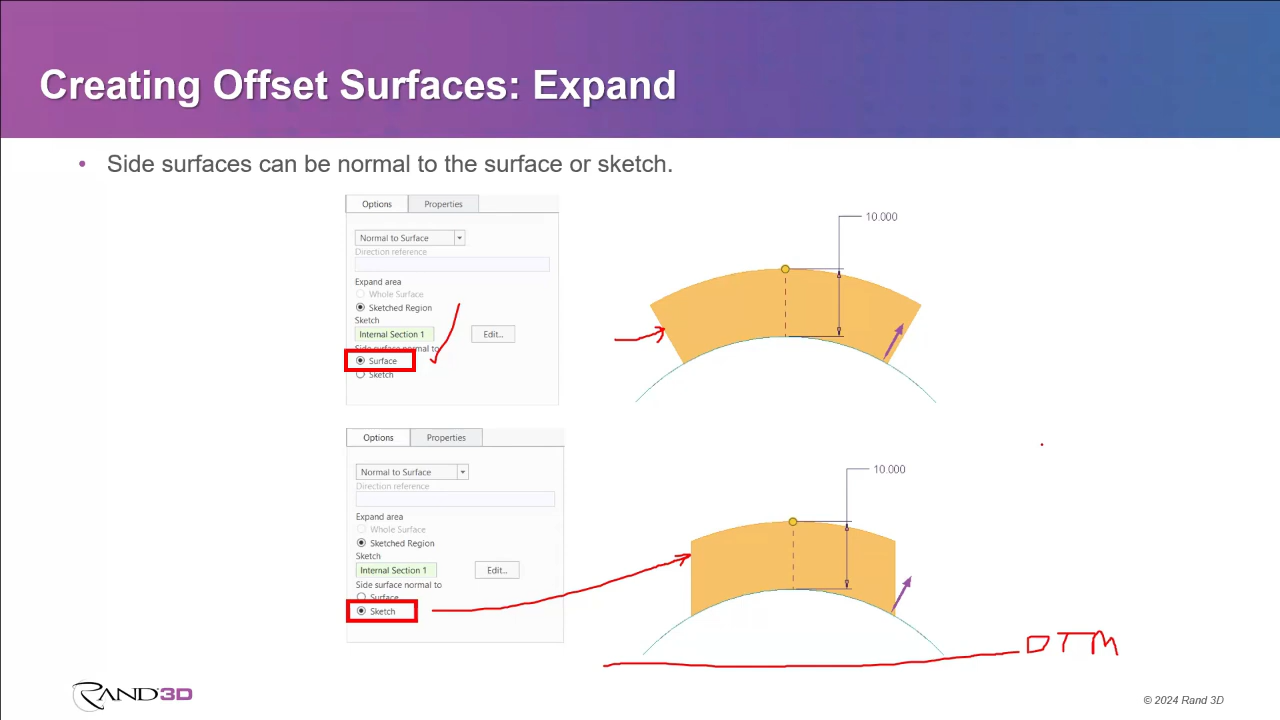 Creating Offset Surfaces: Expand
• Side surfaces can be normal to the surface or sketch.
Options Properties
Normal to Surface
Direction reference
Expand area
Whole Surface
Sketched Region
Sketch
Internal Section 1 Edit...
Side surface normal to
Surface
Sketch
10.000
Options Properties
Normal to Surface
Direction reference
Expand area
Whole Surface
Sketched Region
Sketch
Internal Section 1 Edit...
Side surface normal to
Surface
Sketch
10.000
DTM
RAND3D
© 2024 Rand 3D